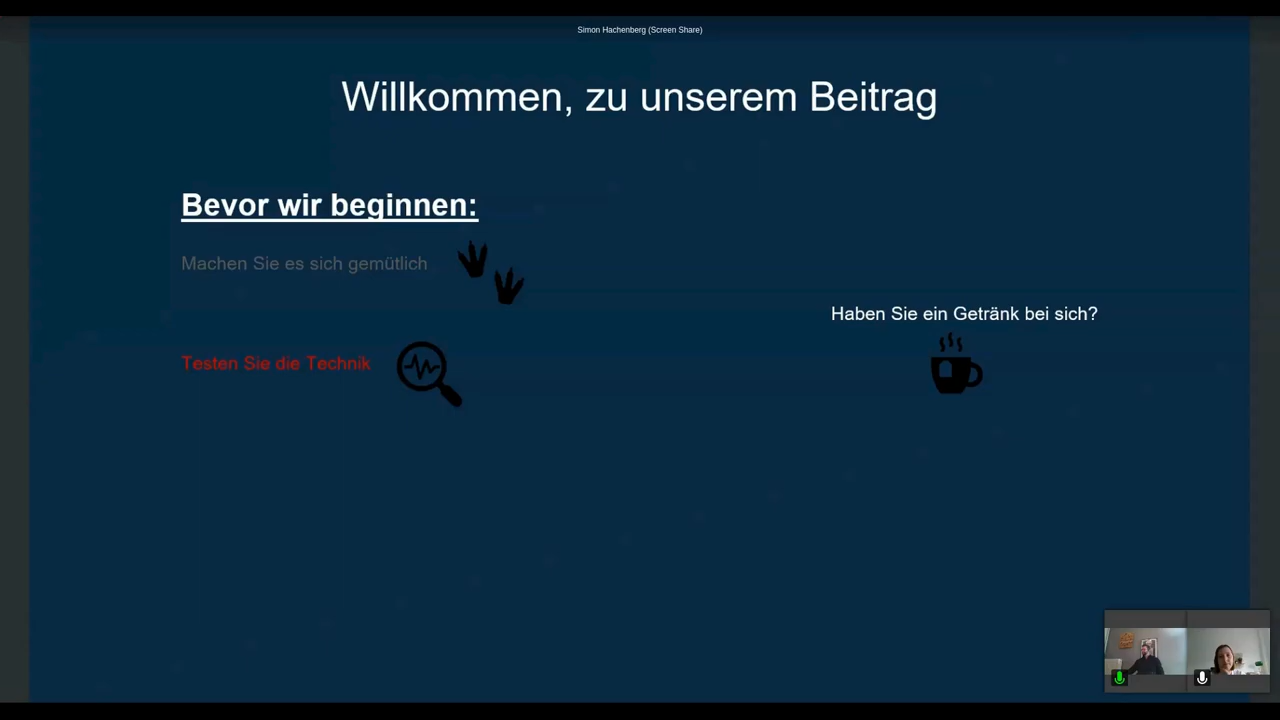 Simon Hachenberg (Screen Share)
Willkommen, zu unserem Beitrag
Bevor wir beginnen:
Machen Sie es sich gemütlich
Haben Sie ein Getränk bei sich?
Testen Sie die Technik